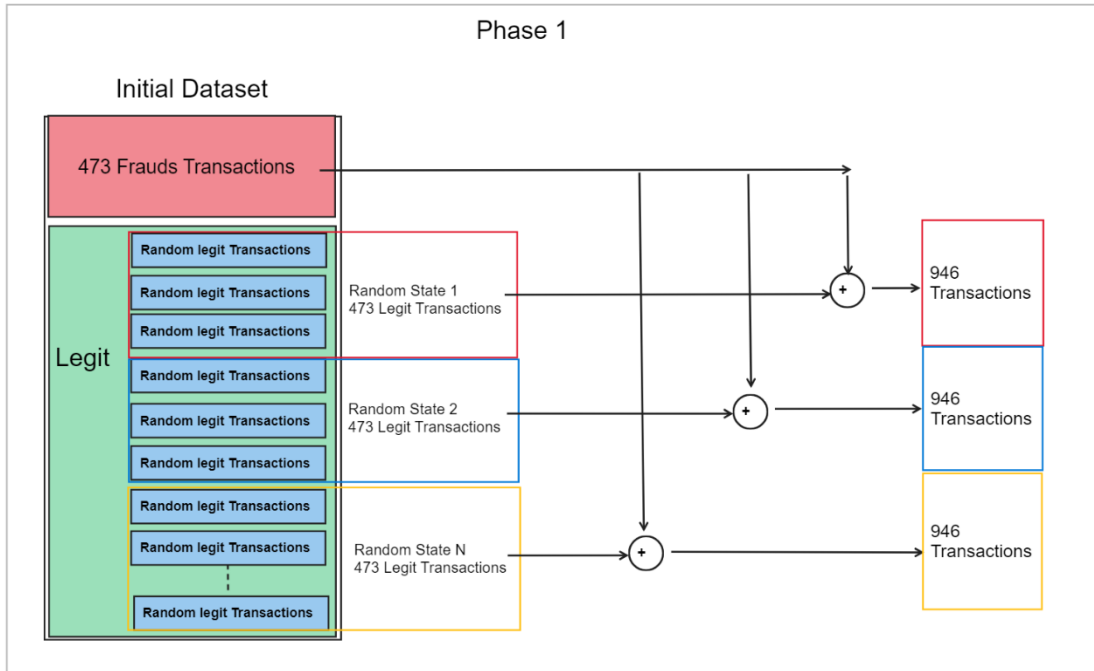 Phase 1
Initial Dataset
473 Frauds Transactions
Legit
Random legit Transactions
Random legit Transactions
Random legit Transactions
Random legit Transactions
Random legit Transactions
Random legit Transactions
Random legit Transactions
Random legit Transactions
Random legit Transactions
Random State 1
473 Legit Transactions
Random State 2
473 Legit Transactions
Random State N
473 Legit Transactions
+
+
+
946
Transactions
946
Transactions
946
Transactions